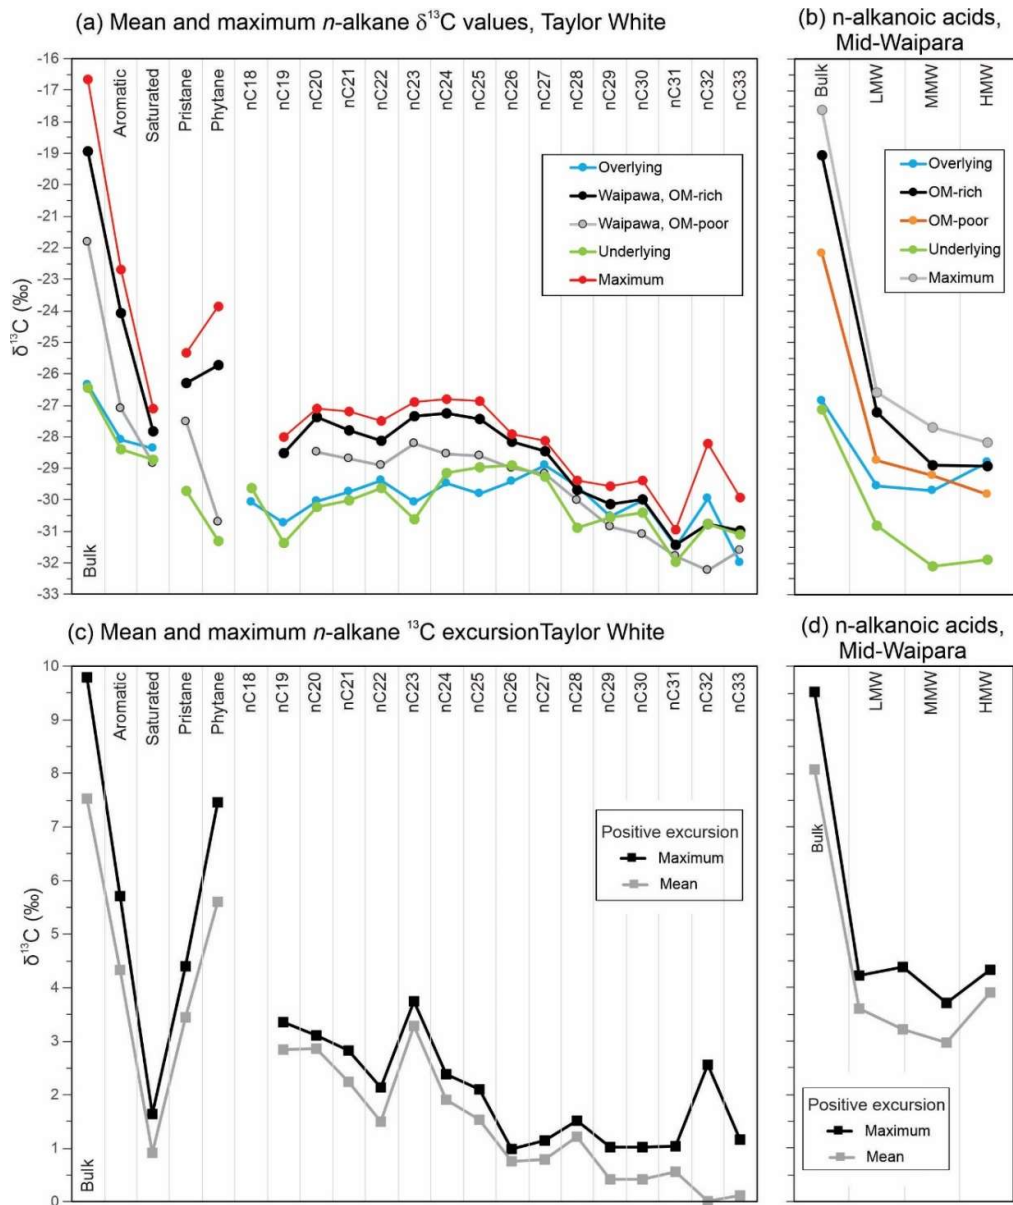 (a) Mean and maximum n-alkane δ¹³C values, Taylor White
-16
-17
-18
-19
-20
-21
-22
-23
-24
-25
-26
-27
-28
-29
-30
-31
-32
-33
δ¹³C (‰)
Bulk
Aromatic
Saturated
Pristane
Phytane
nC18
nC19
nC20
nC21
nC22
nC23
nC24
nC25
nC26
nC27
nC28
nC29
nC30
nC31
nC32
nC33
Overlying
Waipawa, OM-rich
Waipawa, OM-poor
Underlying
Maximum
(b) n-alkanoic acids,
Mid-Waipara
Bulk
LMW
MMW
HMW
Overlying
OM-rich
OM-poor
Underlying
Maximum
(c) Mean and maximum n-alkane ¹³C excursionTaylor White
10
9
8
7
6
5
4
3
2
1
0
δ¹³C (‰)
Bulk
Aromatic
Saturated
Pristane
Phytane
nC18
nC19
nC20
nC21
nC22
nC23
nC24
nC25
nC26
nC27
nC28
nC29
nC30
nC31
nC32
nC33
Positive excursion
Maximum
Mean
(d) n-alkanoic acids,
Mid-Waipara
Bulk
LMW
MMW
HMW
Positive excursion
Maximum
Mean